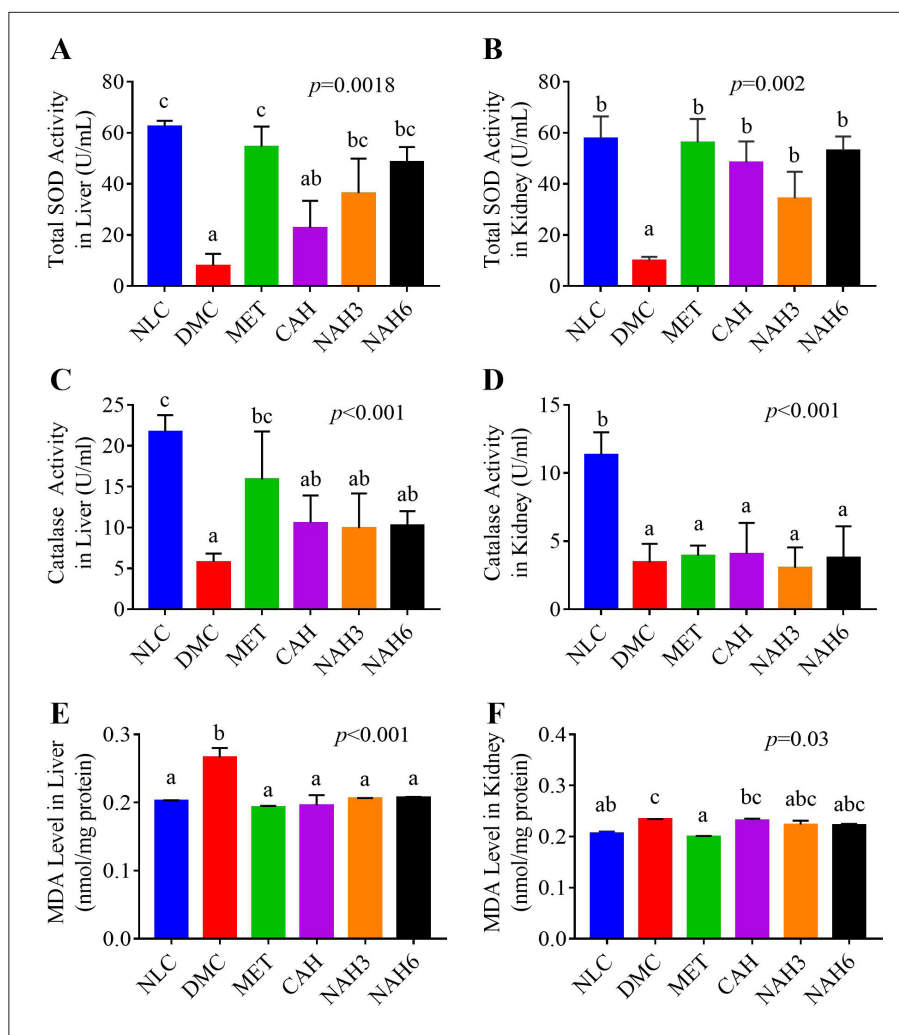 A
p=0.0018
Total SOD Activity
in Liver (U/mL)
80
60
40
20
0
c
a
c
ab
bc
bc
NLC
DMC
MET
CAH
NAH3
NAH6
B
p=0.002
Total SOD Activity
in Kidney (U/mL)
80
60
40
20
0
b
a
b
b
b
b
NLC
DMC
MET
CAH
NAH3
NAH6
C
p<0.001
Catalase Activity
in Liver (U/ml)
25
20
15
10
5
0
c
a
bc
ab
ab
ab
NLC
DMC
MET
CAH
NAH3
NAH6
D
p<0.001
Catalase Activity
in Kidney (U/ml)
15
10
5
0
b
a
a
a
a
a
NLC
DMC
MET
CAH
NAH3
NAH6
E
p<0.001
MDA Level in Liver
(nmol/mg protein)
0.3
0.2
0.1
0.0
a
b
a
a
a
a
NLC
DMC
MET
CAH
NAH3
NAH6
F
p=0.03
MDA Level in Kidney
(nmol/mg protein)
0.4
0.3
0.2
0.1
0.0
ab
c
a
bc
abc
abc
NLC
DMC
MET
CAH
NAH3
NAH6